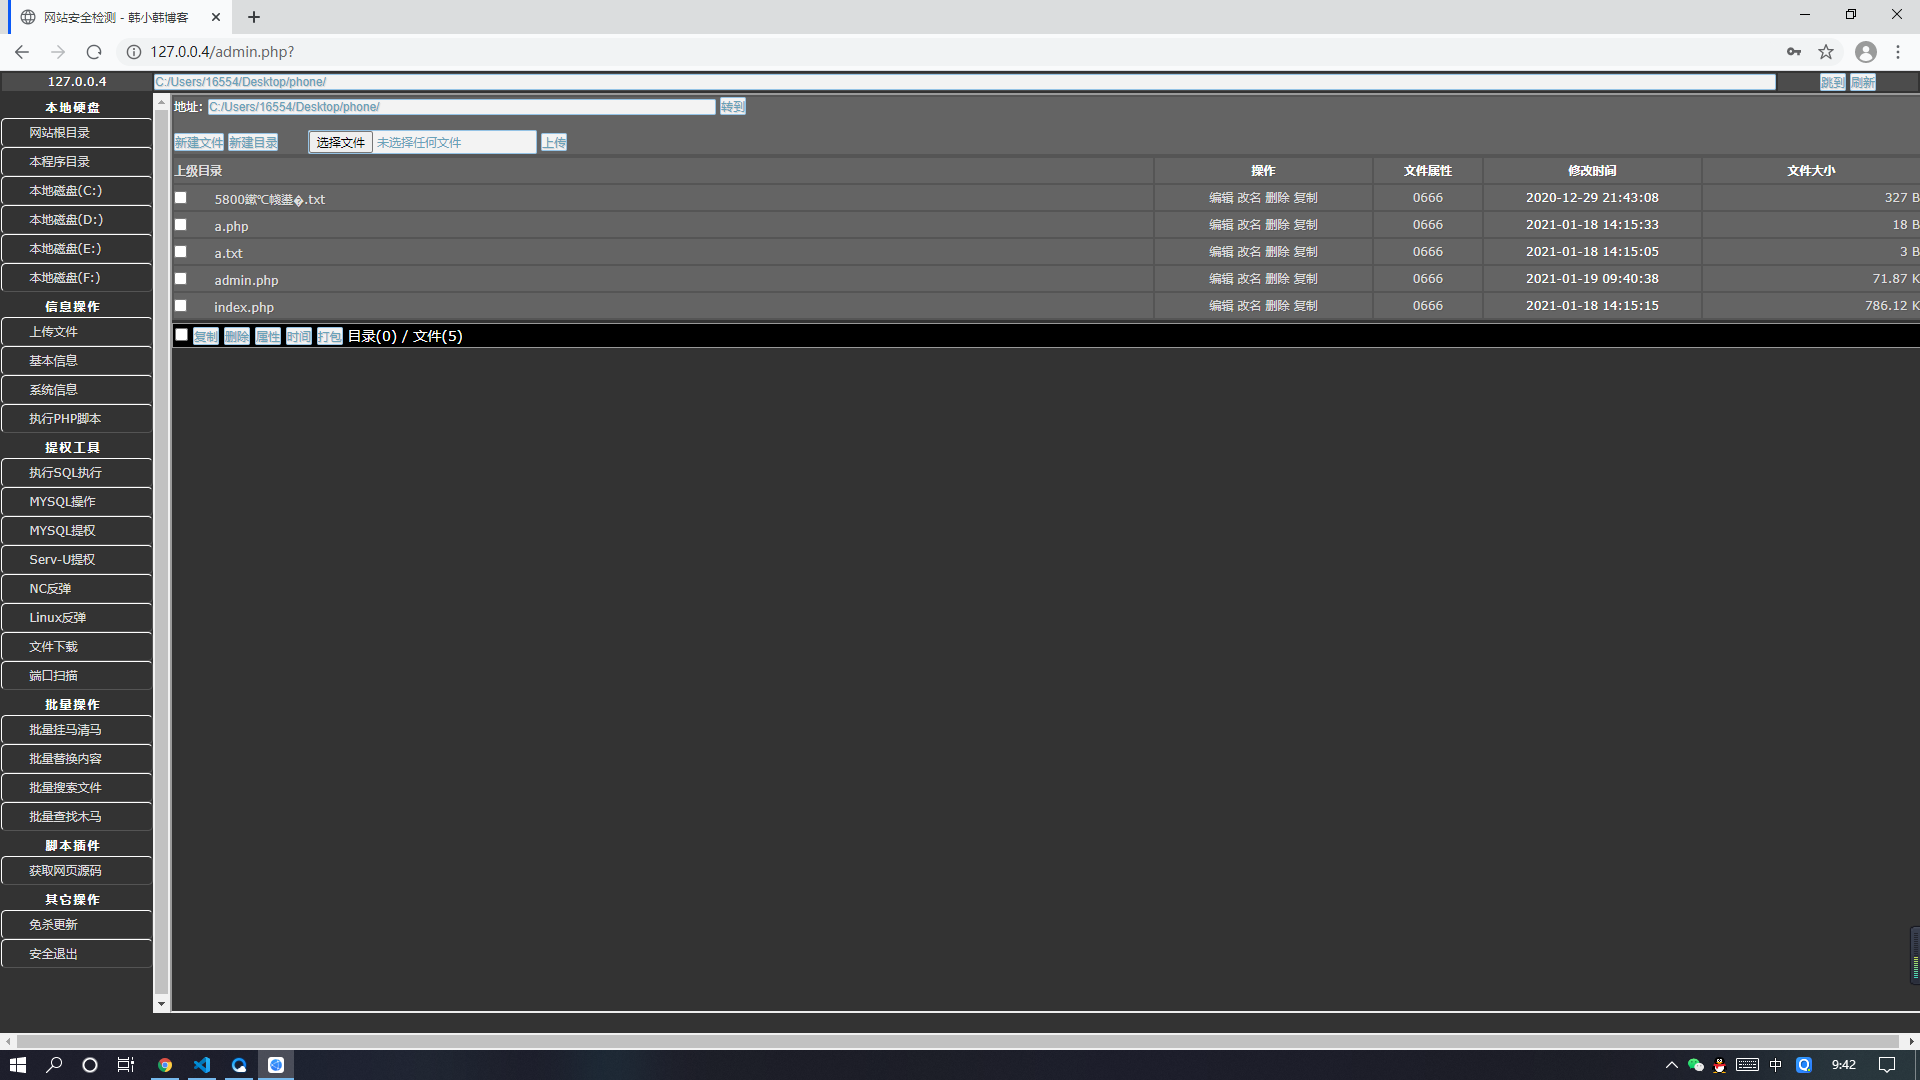 网站安全检测 - 韩小韩博客
127.0.0.4/admin.php?
127.0.0.4
C:/Users/16554/Desktop/phone/
跳到 刷新
本地硬盘
网站根目录
本程序目录
本地磁盘(C:)
本地磁盘(D:)
本地磁盘(E:)
本地磁盘(F:)
信息操作
上传文件
基本信息
系统信息
执行PHP脚本
提权工具
执行SQL执行
MYSQL操作
MYSQL提权
Serv-U提权
NC反弹
Linux反弹
文件下载
端口扫描
批量操作
批量挂马清马
批量替换内容
批量搜索文件
批量查找木马
脚本插件
获取网页源码
其它操作
免杀更新
安全退出
地址: C:/Users/16554/Desktop/phone/ 转到
新建文件 新建目录 选择文件 未选择任何文件 上传
上级目录 操作 文件属性 修改时间 文件大小
5800 .txt 编辑 改名 删除 复制 0666 2020-12-29 21:43:08 327 B
a.php 编辑 改名 删除 复制 0666 2021-01-18 14:15:33 18 B
a.txt 编辑 改名 删除 复制 0666 2021-01-18 14:15:05 3 B
admin.php 编辑 改名 删除 复制 0666 2021-01-19 09:40:38 71.87 K
index.php 编辑 改名 删除 复制 0666 2021-01-18 14:15:15 786.12 K
复制 删除 属性 时间 打包 目录(0) / 文件(5)
中
9:42